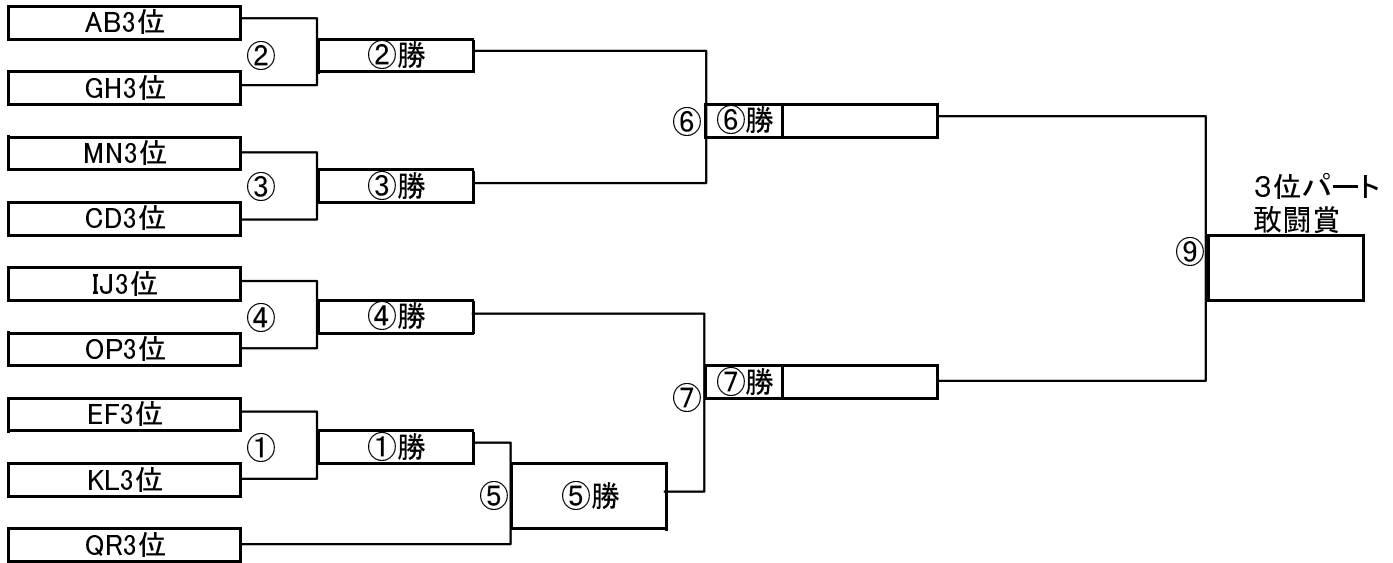 AB3位
②
②勝
GH3位
⑥
⑥勝
MN3位
③
③勝
CD3位
３位パート
敢闘賞
⑨
IJ3位
④
④勝
OP3位
⑦
⑦勝
EF3位
①
①勝
KL3位
⑤
⑤勝
QR3位